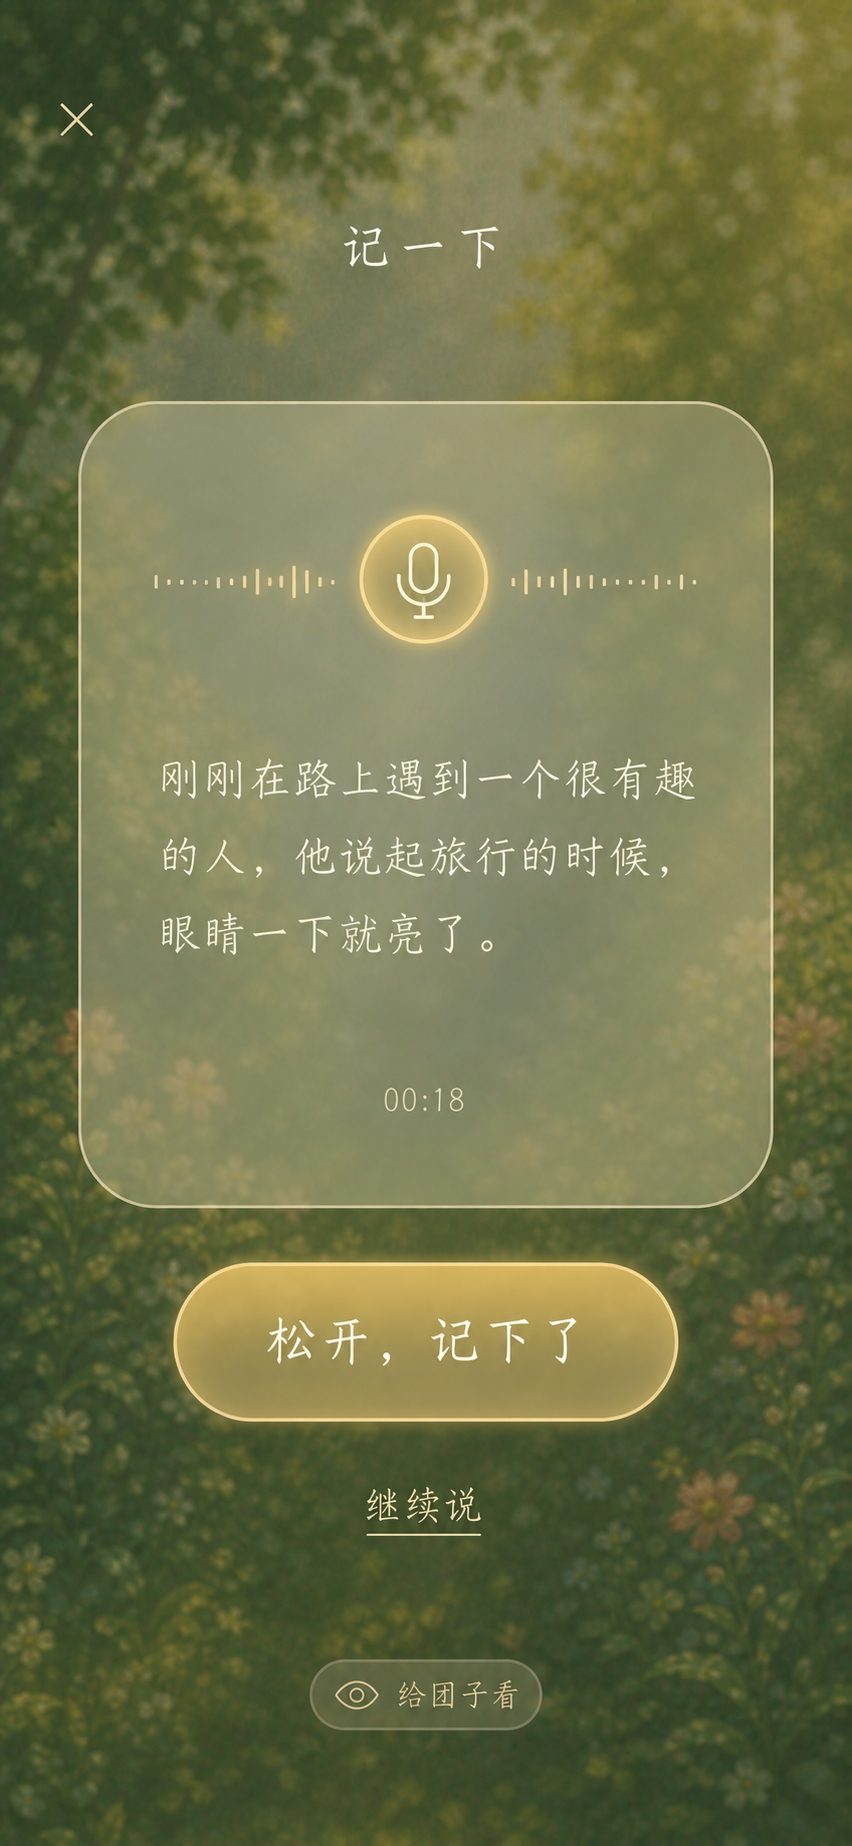 记一下
刚刚在路上遇到一个很有趣
的人，他说起旅行的时候，
眼睛一下就亮了。
00:18
松开，记下了
继续说
给团子看